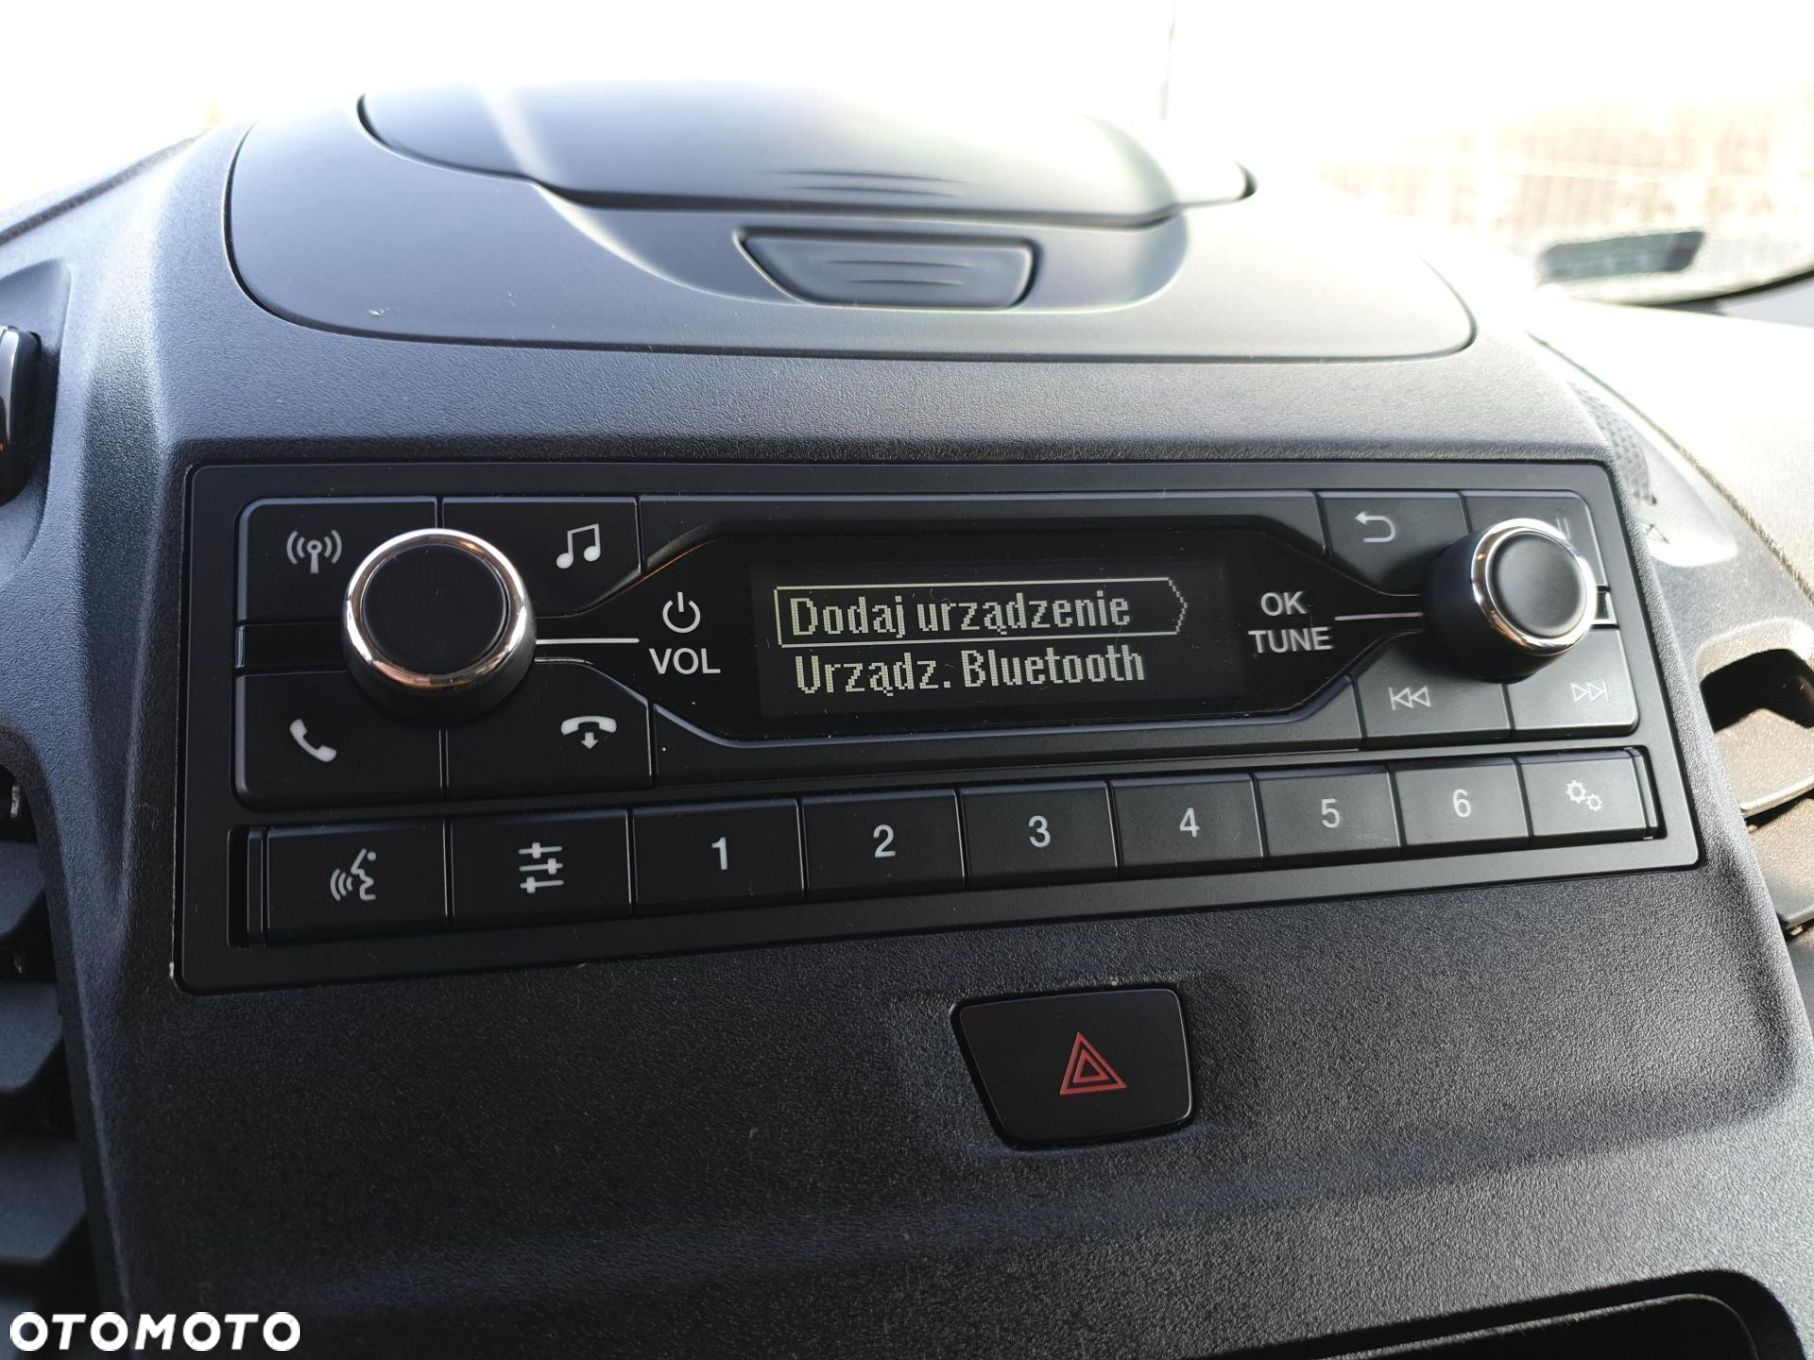 Dodaj urządzenie
Urządz. Bluetooth
VOL
OK
TUNE
1 2 3 4 5 6
OTOMOTO